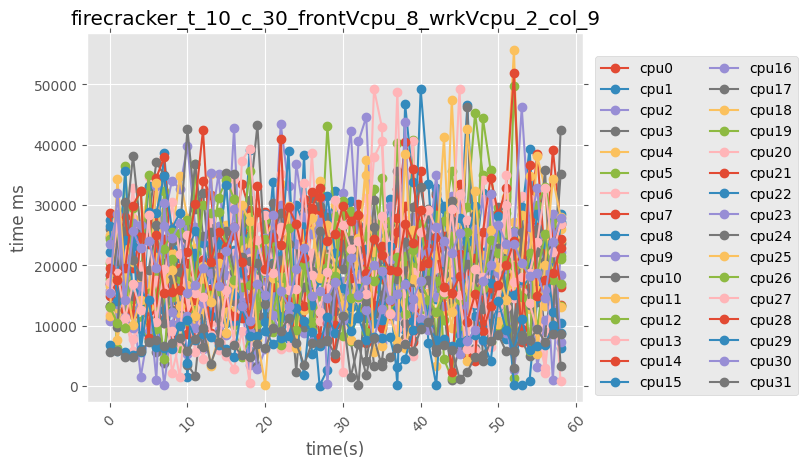 firecracker_t_10_c_30_frontVcpu_8_wrkVcpu_2_col_9
time ms
50000
40000
30000
20000
10000
0
0
10
20
30
40
50
60
time(s)
cpu0
cpu1
cpu2
cpu3
cpu4
cpu5
cpu6
cpu7
cpu8
cpu9
cpu10
cpu11
cpu12
cpu13
cpu14
cpu15
cpu16
cpu17
cpu18
cpu19
cpu20
cpu21
cpu22
cpu23
cpu24
cpu25
cpu26
cpu27
cpu28
cpu29
cpu30
cpu31